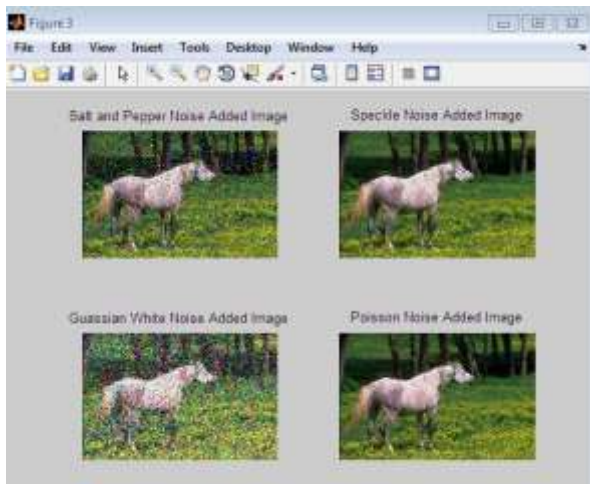 Figure 3
File Edit View Insert Tools Desktop Window Help
Salt and Pepper Noise Added Image
Speckle Noise Added Image
Guassian White Noise Added Image
Poisson Noise Added Image